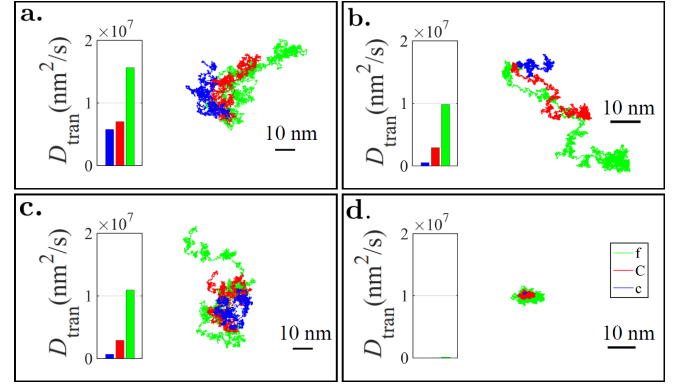 a.
×10⁷
2
1
0
D_tran(nm²/s)
10 nm
b.
×10⁷
2
1
0
D_tran(nm²/s)
10 nm
c.
×10⁷
2
1
0
D_tran(nm²/s)
10 nm
d.
×10⁷
2
1
0
D_tran(nm²/s)
f
C
c
10 nm